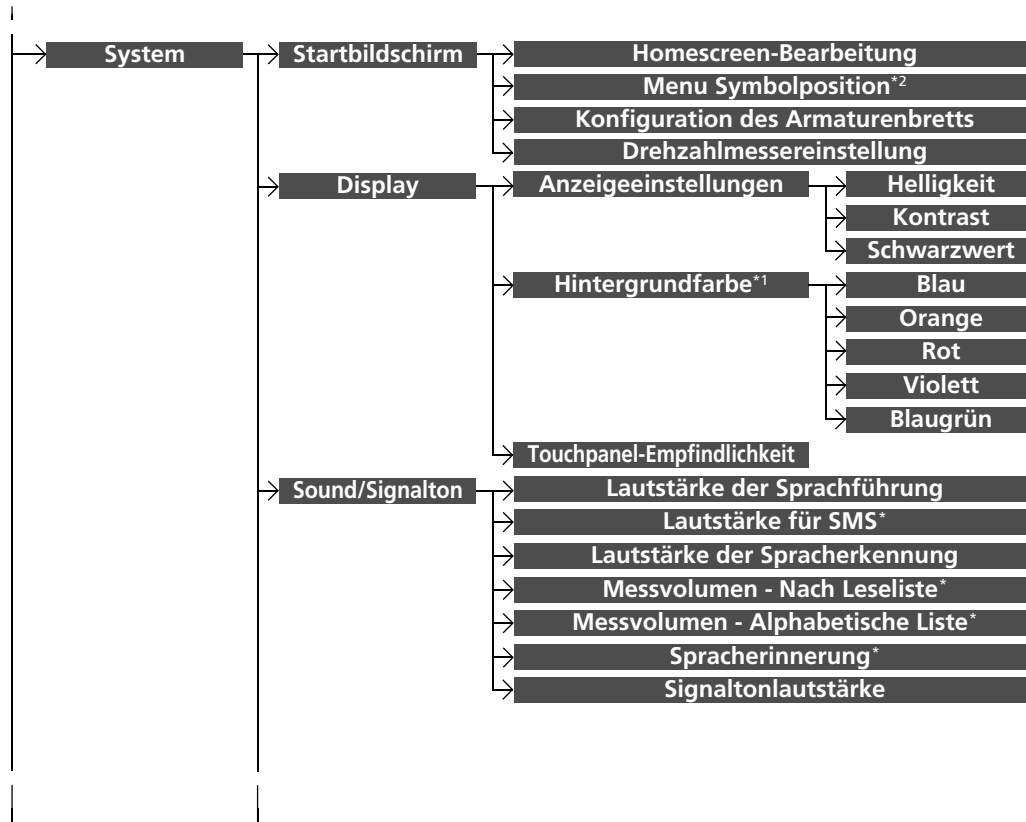 System
Startbildschirm
Homescreen-Bearbeitung
Menu Symbolposition*2
Konfiguration des Armaturenbretts
Drehzahlmessereinstellung
Display
Anzeigeeinstellungen
Helligkeit
Kontrast
Schwarzwert
Hintergrundfarbe*1
Blau
Orange
Rot
Violett
Blaugrün
Touchpanel-Empfindlichkeit
Sound/Signalton
Lautstärke der Sprachführung
Lautstärke für SMS*
Lautstärke der Spracherkennung
Messvolumen - Nach Leseliste*
Messvolumen - Alphabetische Liste*
Spracherinnerung*
Signaltonlautstärke